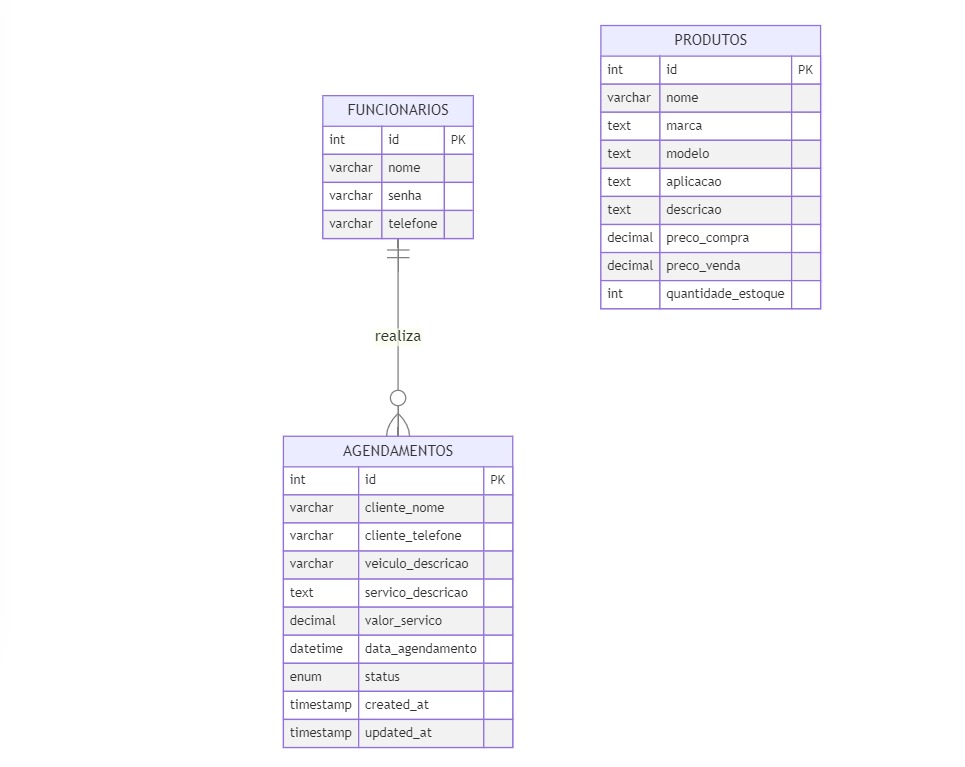 PRODUTOS
int id PK
varchar nome
text marca
text modelo
text aplicacao
text descricao
decimal preco_compra
decimal preco_venda
int quantidade_estoque
FUNCIONARIOS
int id PK
varchar nome
varchar senha
varchar telefone
realiza
AGENDAMENTOS
int id PK
varchar cliente_nome
varchar cliente_telefone
varchar veiculo_descricao
text servico_descricao
decimal valor_servico
datetime data_agendamento
enum status
timestamp created_at
timestamp updated_at